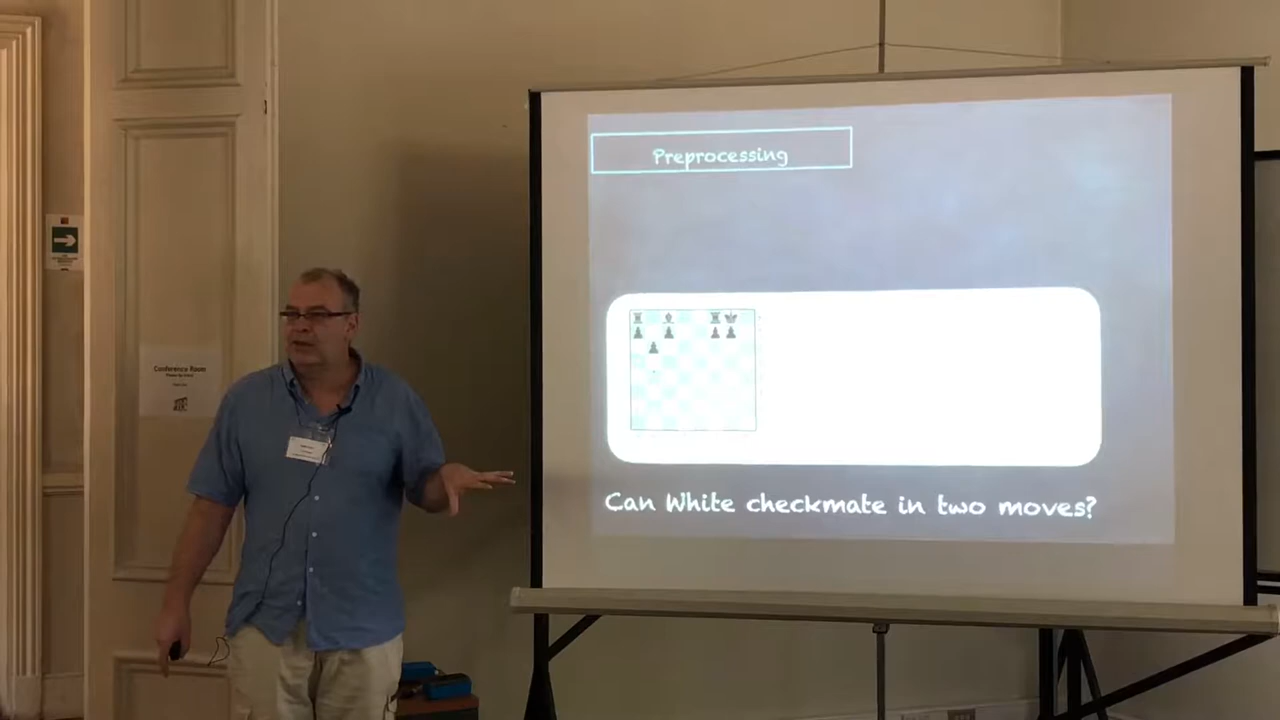 Preprocessing
Can White checkmate in two moves?
Conference Room